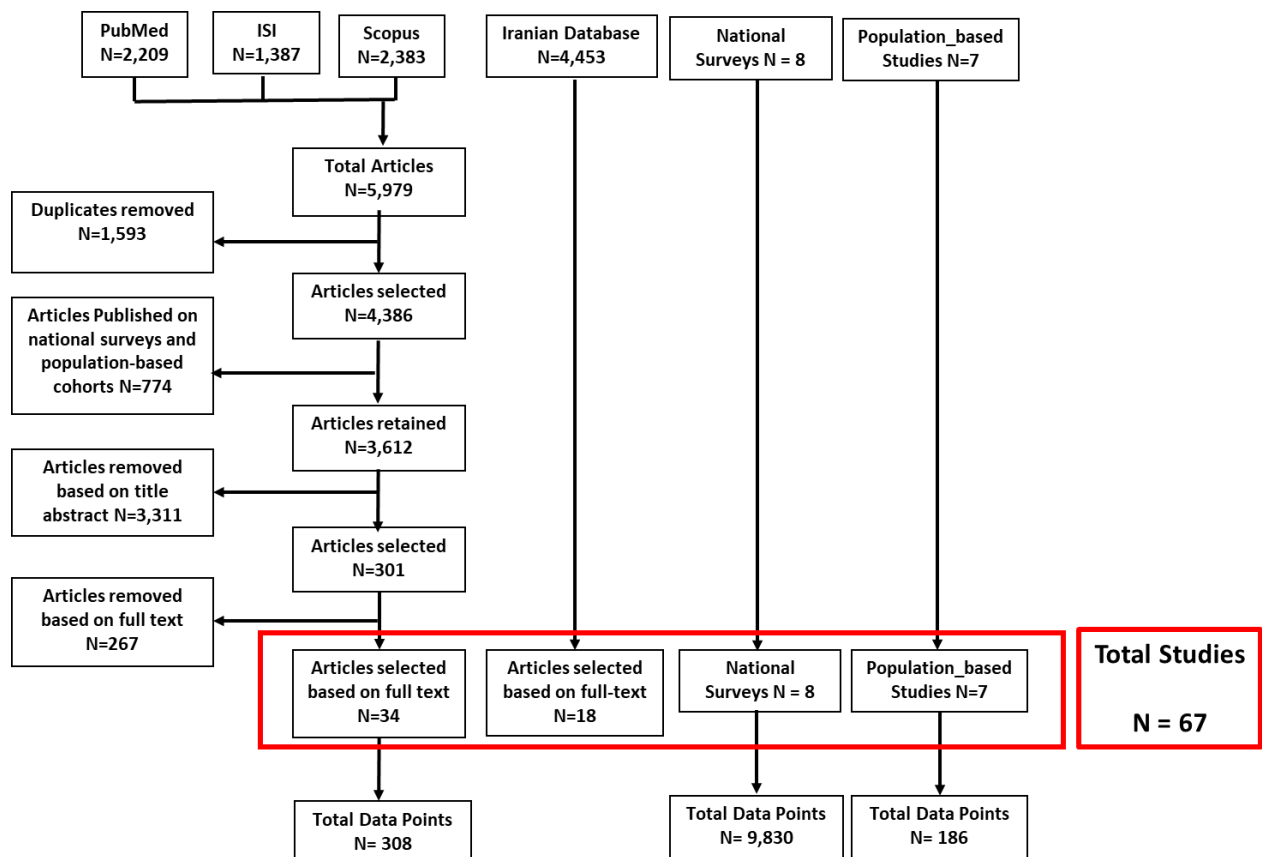 PubMed
N=2,209
ISI
N=1,387
Scopus
N=2,383
Iranian Database
N=4,453
National
Surveys N = 8
Population_based
Studies N=7
Total Articles
N=5,979
Duplicates removed
N=1,593
Articles selected
N=4,386
Articles Published on
national surveys and
population-based
cohorts N=774
Articles retained
N=3,612
Articles removed
based on title
abstract N=3,311
Articles selected
N=301
Articles removed
based on full text
N=267
Articles selected
based on full text
N=34
Articles selected
based on full-text
N=18
National
Surveys N = 8
Population_based
Studies N=7
Total Studies
N = 67
Total Data Points
N= 308
Total Data Points
N= 9,830
Total Data Points
N= 186